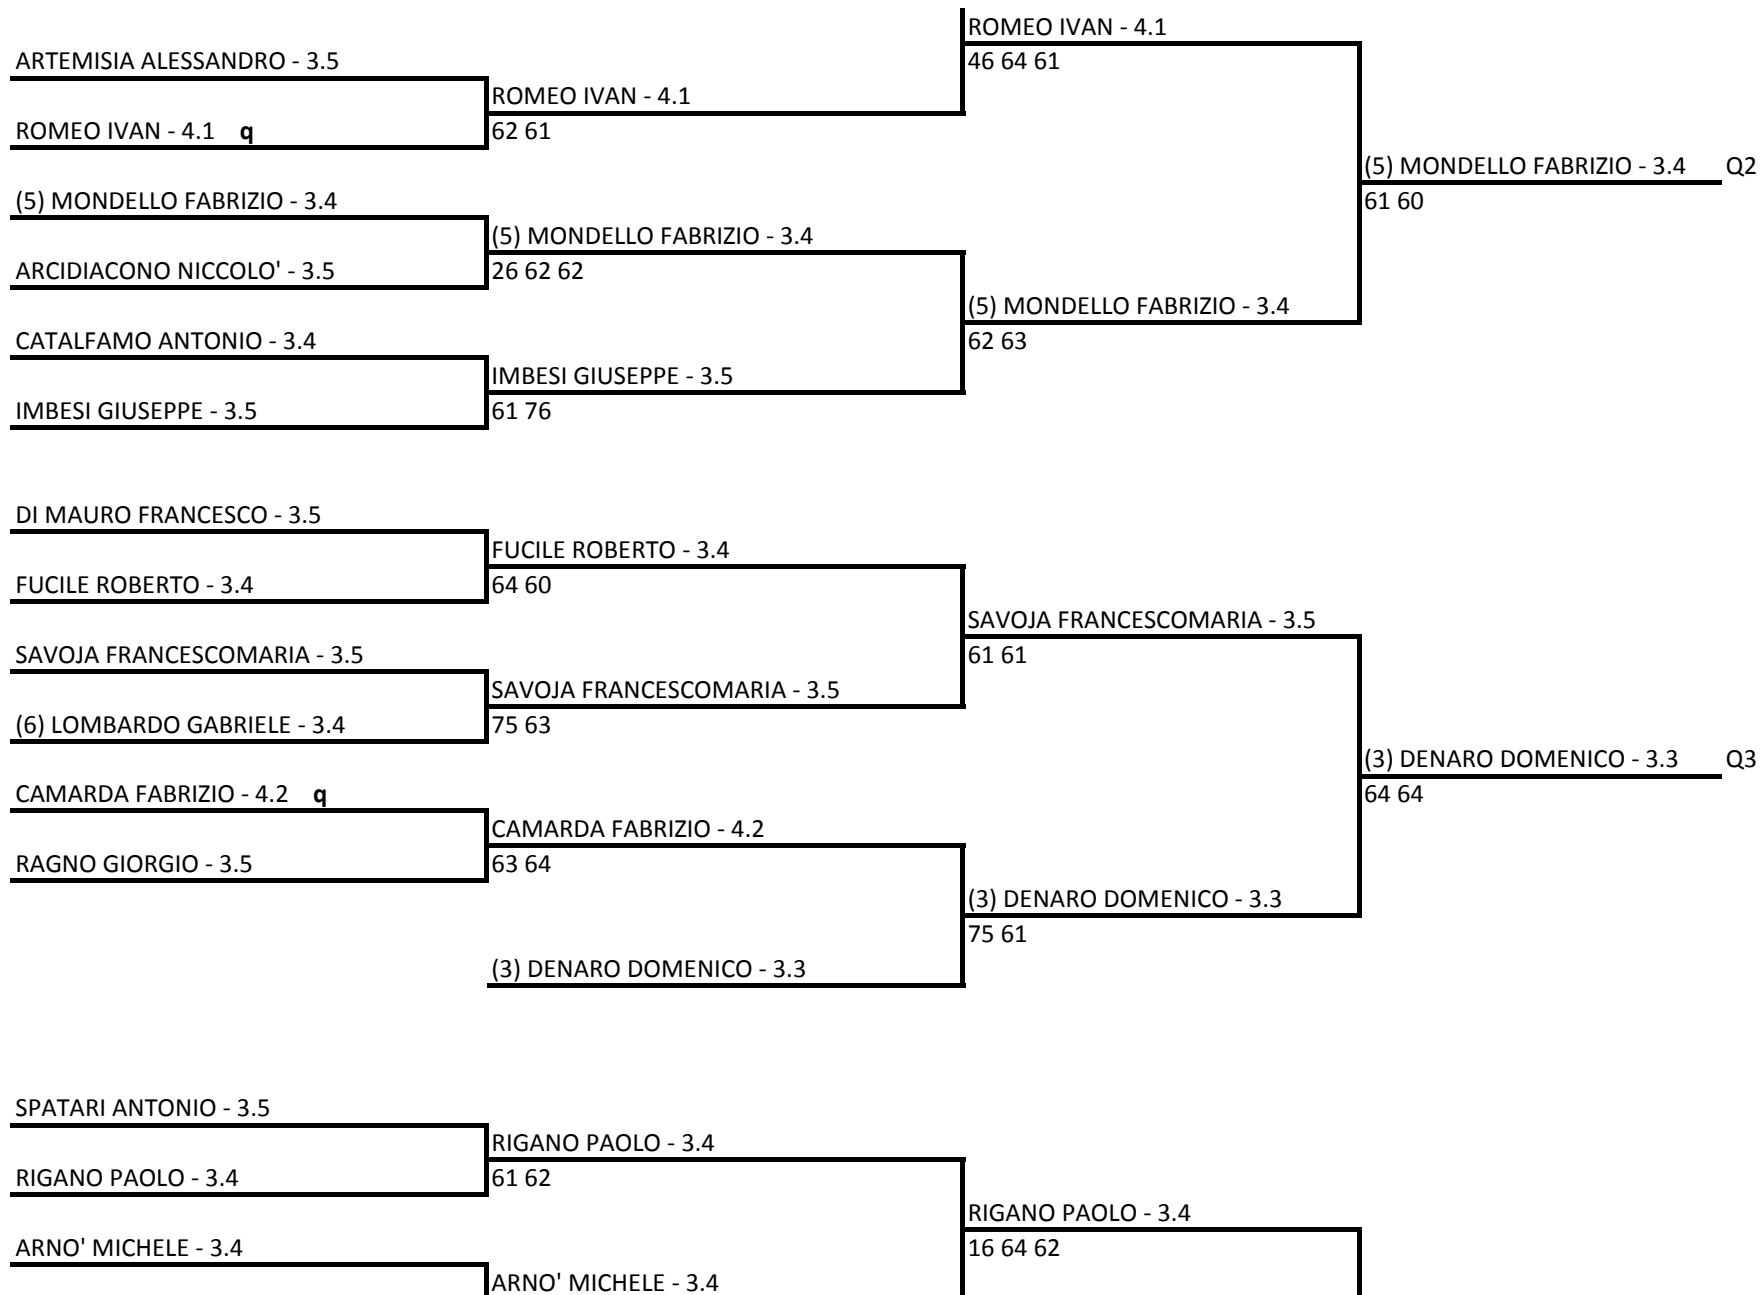 ROMEO IVAN - 4.1
ARTEMISIA ALESSANDRO - 3.5
46 64 61
ROMEO IVAN - 4.1
ROMEO IVAN - 4.1 q
62 61
(5) MONDELLO FABRIZIO - 3.4 Q2
(5) MONDELLO FABRIZIO - 3.4
61 60
(5) MONDELLO FABRIZIO - 3.4
ARCIDIACONO NICCOLO' - 3.5
26 62 62
(5) MONDELLO FABRIZIO - 3.4
CATALFAMO ANTONIO - 3.4
62 63
IMBESI GIUSEPPE - 3.5
IMBESI GIUSEPPE - 3.5
61 76
DI MAURO FRANCESCO - 3.5
FUCILE ROBERTO - 3.4
FUCILE ROBERTO - 3.4
64 60
SAVOJA FRANCESCOMARIA - 3.5
SAVOJA FRANCESCOMARIA - 3.5
61 61
SAVOJA FRANCESCOMARIA - 3.5
(6) LOMBARDO GABRIELE - 3.4
75 63
(3) DENARO DOMENICO - 3.3 Q3
CAMARDA FABRIZIO - 4.2 q
64 64
CAMARDA FABRIZIO - 4.2
RAGNO GIORGIO - 3.5
63 64
(3) DENARO DOMENICO - 3.3
75 61
(3) DENARO DOMENICO - 3.3
SPATARI ANTONIO - 3.5
RIGANO PAOLO - 3.4
RIGANO PAOLO - 3.4
61 62
RIGANO PAOLO - 3.4
ARNO' MICHELE - 3.4
16 64 62
ARNO' MICHELE - 3.4